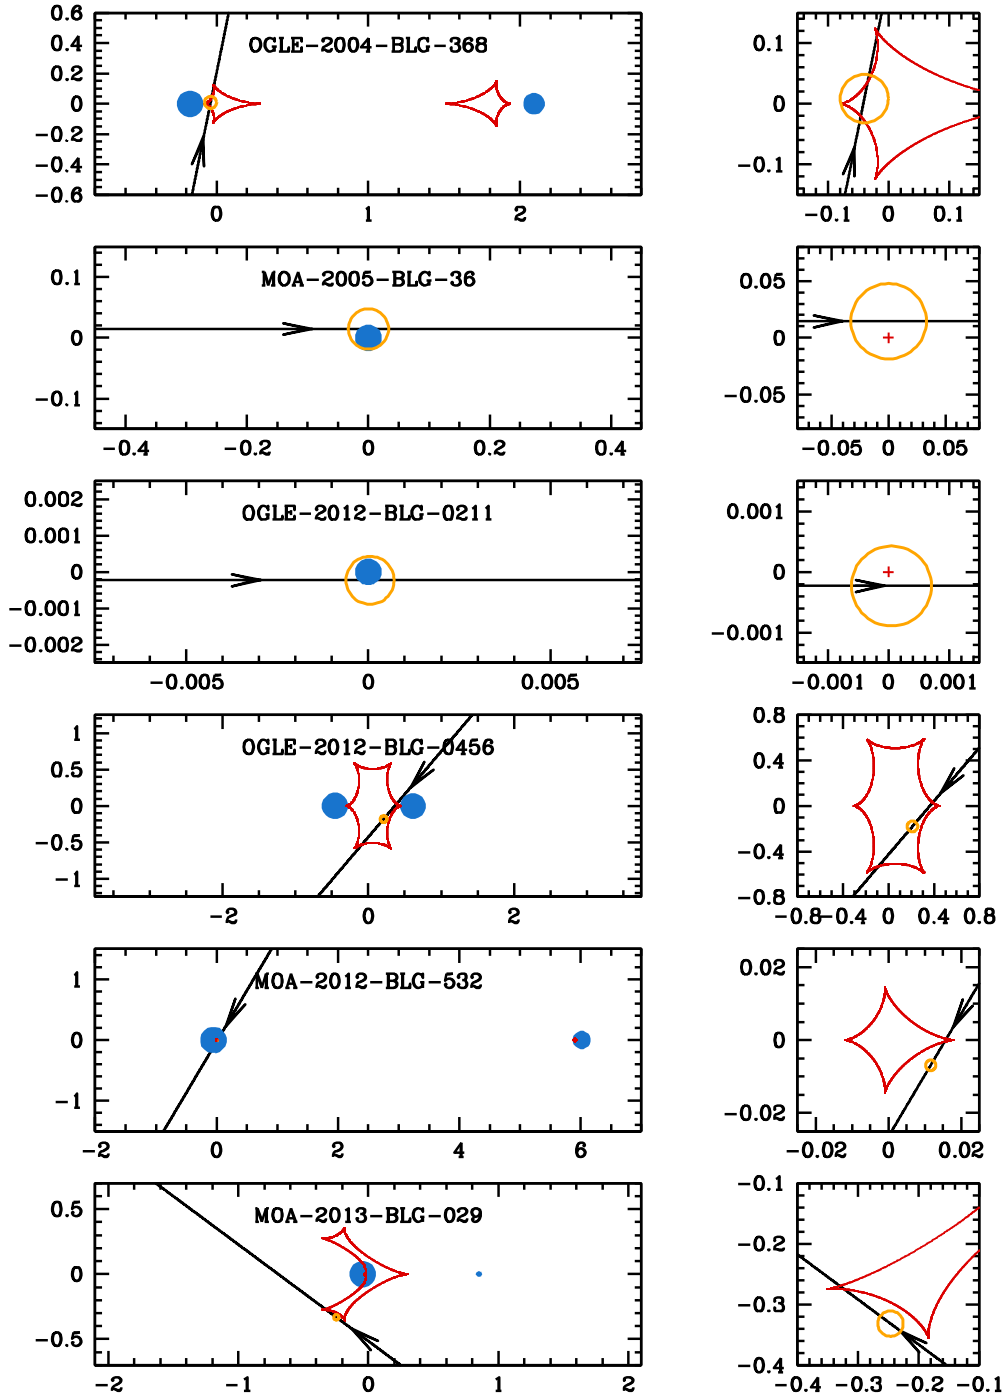 OGLE-2004-BLG-368
0.6
0.4
0.2
0
-0.2
-0.4
-0.6
0 1 2
0.1
0
-0.1
-0.1 0 0.1
MOA-2005-BLG-36
0.1
0
-0.1
-0.4 -0.2 0 0.2 0.4
0.05
0
-0.05
-0.05 0 0.05
OGLE-2012-BLG-0211
0.002
0.001
0
-0.001
-0.002
-0.005 0 0.005
0.001
0
-0.001
-0.001 0 0.001
OGLE-2012-BLG-0456
1
0.5
0
-0.5
-1
-2 0 2
0.8
0.4
0
-0.4
-0.8
-0.8 -0.4 0 0.4 0.8
MOA-2012-BLG-532
1
0
-1
-2 0 2 4 6
0.02
0
-0.02
-0.02 0 0.02
MOA-2013-BLG-029
0.5
0
-0.5
-2 -1 0 1 2
-0.1
-0.2
-0.3
-0.4
-0.4 -0.3 -0.2 -0.1